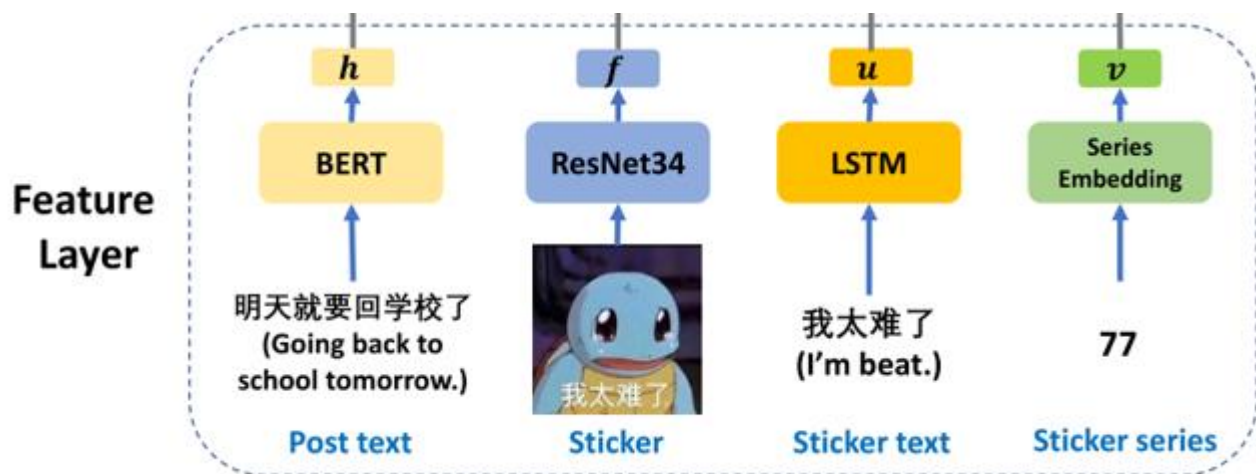 h
f
u
v
BERT
ResNet34
LSTM
Series
Embedding
Feature
Layer
明天就要回学校了
(Going back to
school tomorrow.)
我太难了
我太难了
(I'm beat.)
77
Post text
Sticker
Sticker text
Sticker series